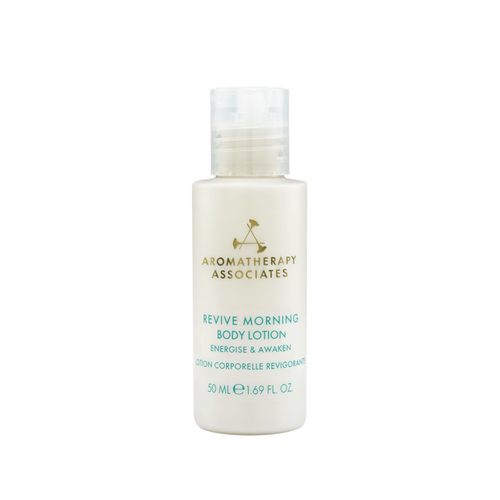 AROMATHERAPY
ASSOCIATES
REVIVE MORNING
BODY LOTION
ENERGISE & AWAKEN
LOTION CORPORELLE REVIGORANTE
50 ML ℮ 1.69 FL. OZ.